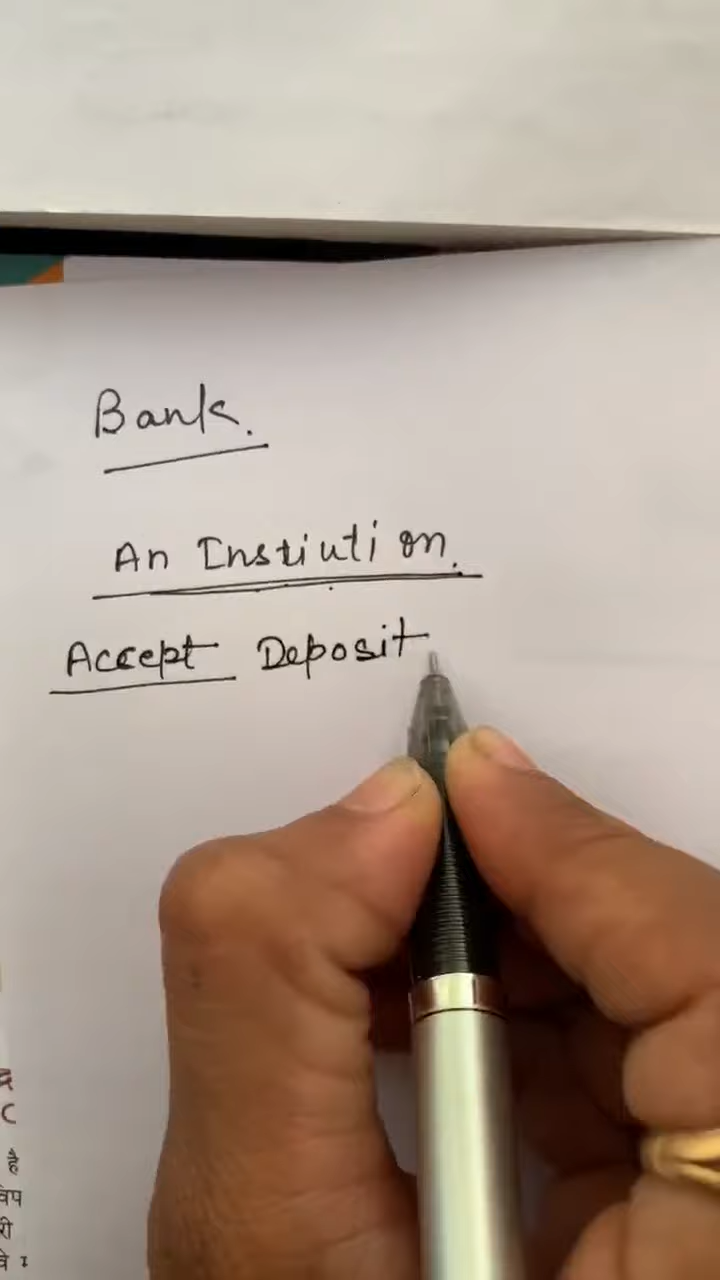 Bank.
An Instiution.
Accept Deposit
है